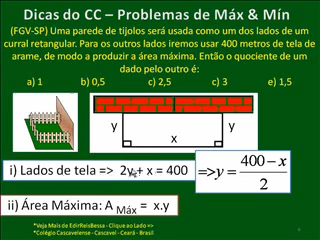 Dicas do CC – Problemas de Máx & Mín
(FGV-SP) Uma parede de tijolos será usada como um dos lados de um
curral retangular. Para os outros lados iremos usar 400 metros de tela de
arame, de modo a produzir a área máxima. Então o quociente de um
dado pelo outro é:
a) 1 b) 0,5 c) 2,5 c) 3 e) 1,5
y y
x
i) Lados de tela => 2y + x = 400
=> y = (400 − x)/2
ii) Área Máxima: A Máx = x.y
*Veja Mais de EdirReisBessa - Clique ao Lado =>
*Colégio Cascavelense - Cascavel - Ceará - Brasil